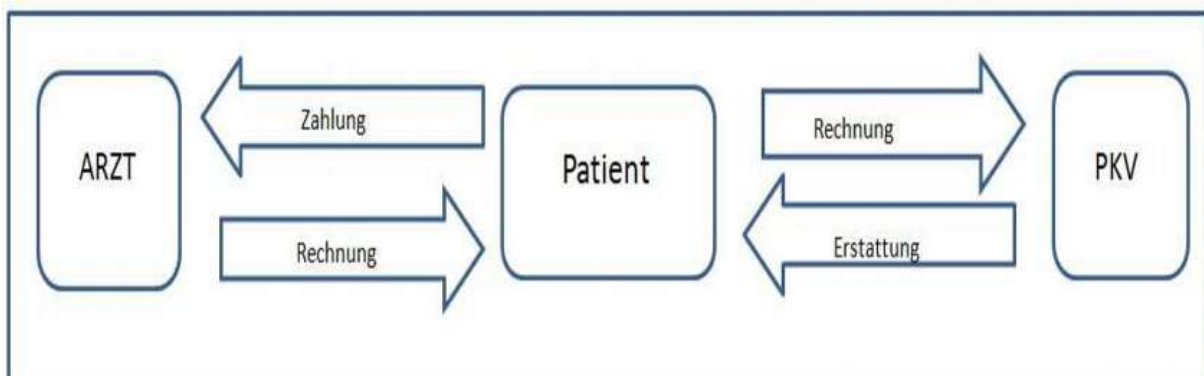 ARZT
Zahlung
Rechnung
Patient
Rechnung
Erstattung
PKV